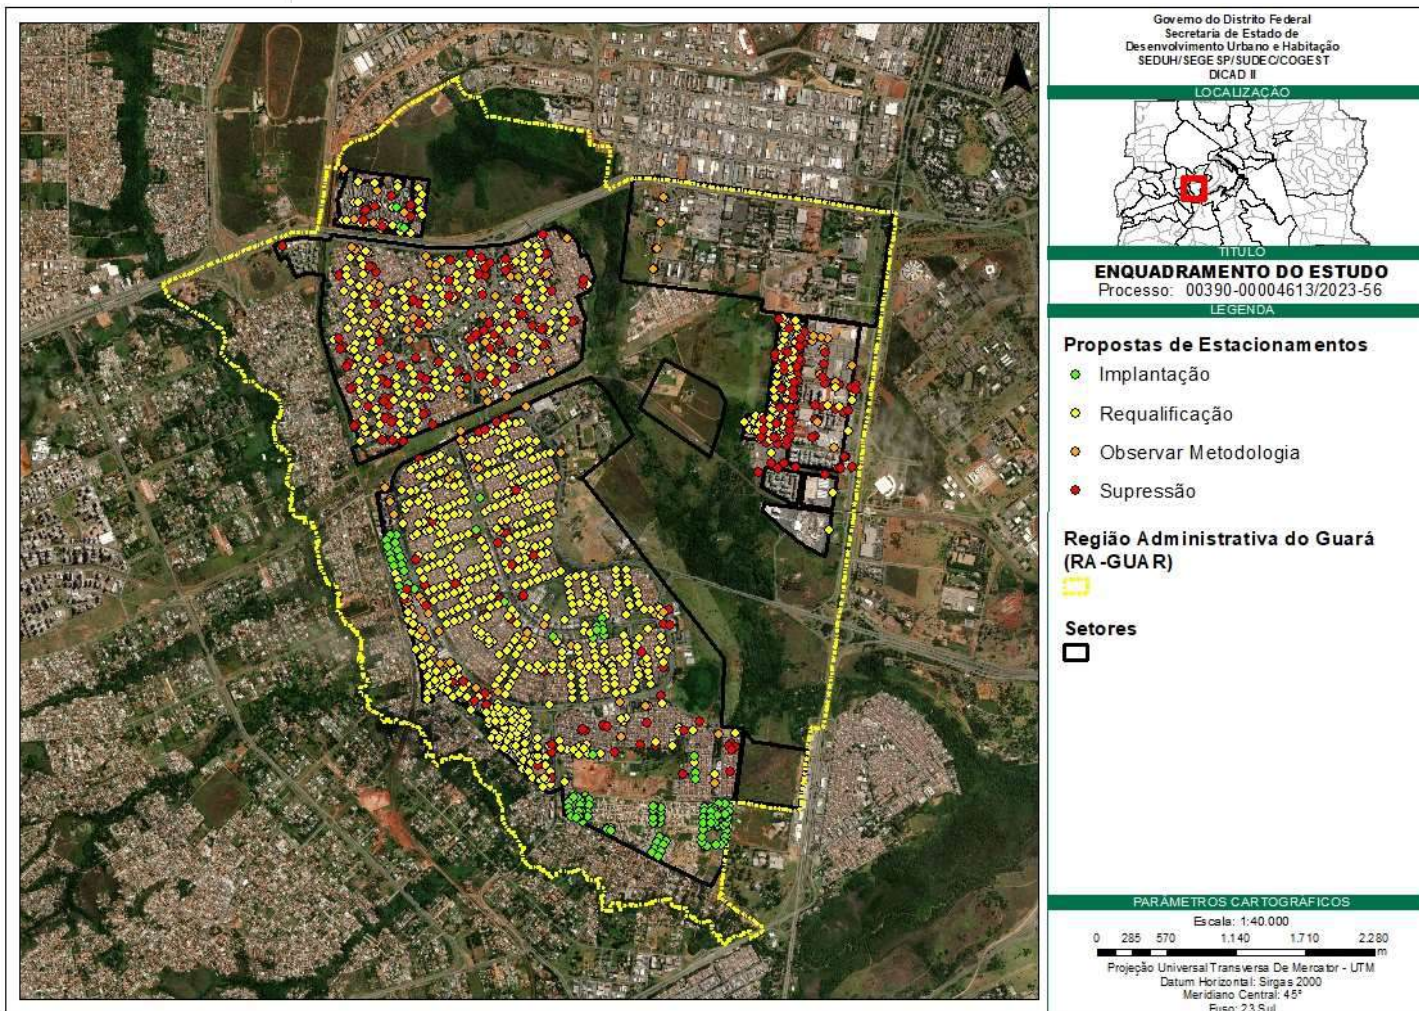 Governo do Distrito Federal
Secretaria de Estado de
Desenvolvimento Urbano e Habitação
SEDUH/SEGESP/SUDEC/COGEST
DICAD II
LOCALIZAÇÃO
TÍTULO
ENQUADRAMENTO DO ESTUDO
Processo: 00390-00004613/2023-56
LEGENDA
Propostas de Estacionamentos
Implantação
Requalificação
Observar Metodologia
Supressão
Região Administrativa do Guará
(RA-GUAR)
Setores
PARÂMETROS CARTOGRÁFICOS
Escala: 1:40.000
0 285 570 1.140 1.710 2.280
m
Projeção Universal Transversa De Mercator - UTM
Datum Horizontal: Sirgas 2000
Meridiano Central: 45°
Fuso: 23 Sul